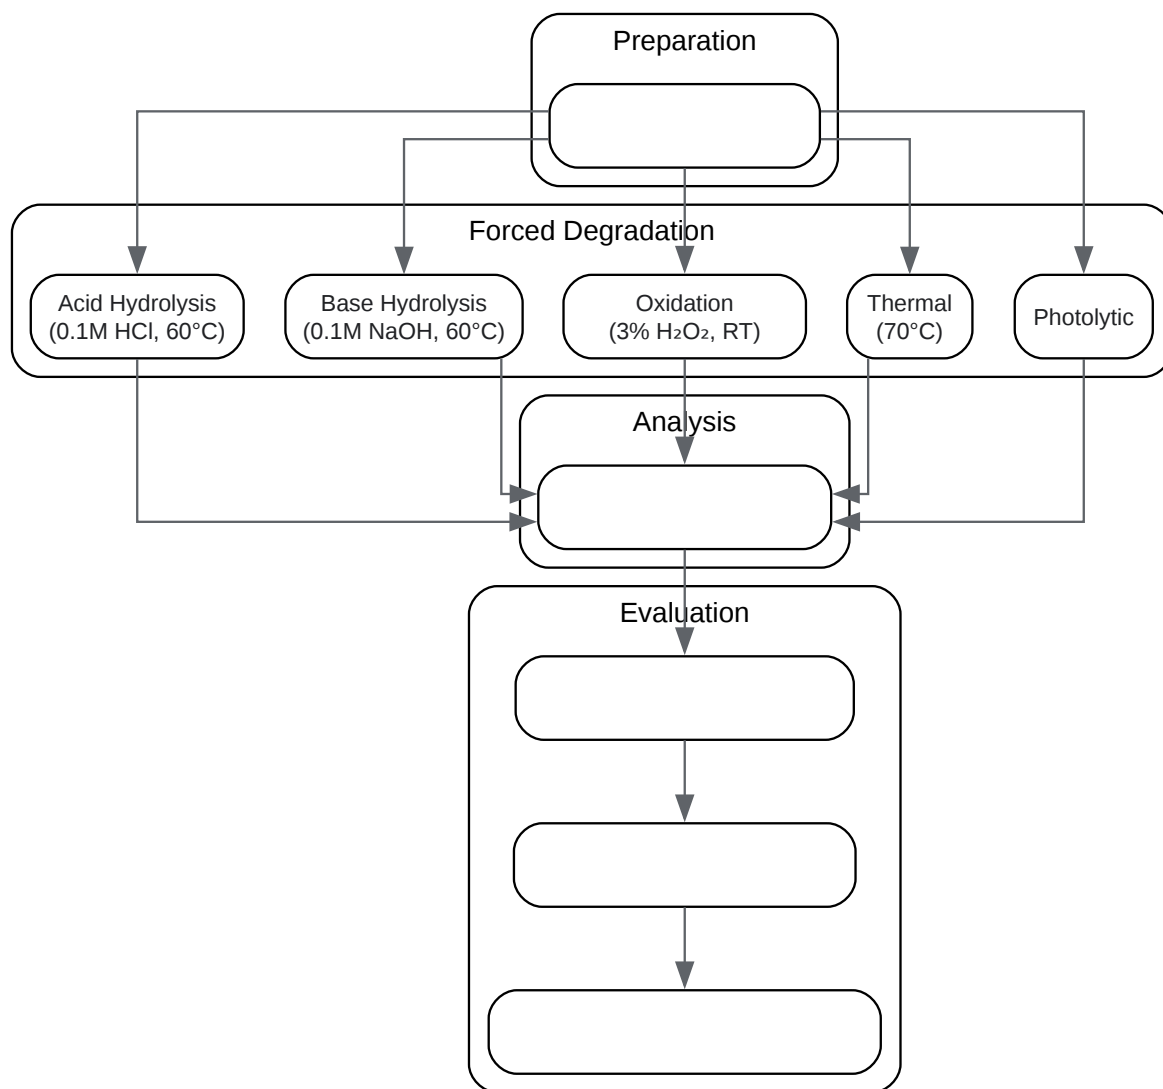 Preparation
Forced Degradation
Acid Hydrolysis
(0.1M HCl, 60°C)
Base Hydrolysis
(0.1M NaOH, 60°C)
Oxidation
(3% H₂O₂, RT)
Thermal
(70°C)
Photolytic
Analysis
Evaluation